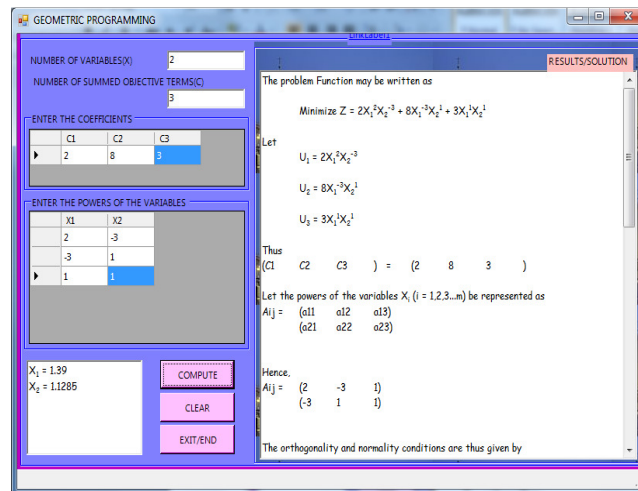 GEOMETRIC PROGRAMMING
LinkLabel1
NUMBER OF VARIABLES(X)
2
NUMBER OF SUMMED OBJECTIVE TERMS(C)
3
ENTER THE COEFFICIENTS
C1 C2 C3
2 8 3
ENTER THE POWERS OF THE VARIABLES
X1 X2
2 -3
-3 1
1 1
X₁ = 1.39
X₂ = 1.1285
COMPUTE
CLEAR
EXIT/END
RESULTS/SOLUTION
The problem Function may be written as
Minimize Z = 2X₁²X₂⁻³ + 8X₁⁻³X₂¹ + 3X₁¹X₂¹
Let
U₁ = 2X₁²X₂⁻³
U₂ = 8X₁⁻³X₂¹
U₃ = 3X₁¹X₂¹
Thus
(C1 C2 C3 ) = (2 8 3 )
Let the powers of the variables Xᵢ (i = 1,2,3...m) be represented as
Aij = (a11 a12 a13)
(a21 a22 a23)
Hence,
Aij = (2 -3 1)
(-3 1 1)
The orthogonality and normality conditions are thus given by